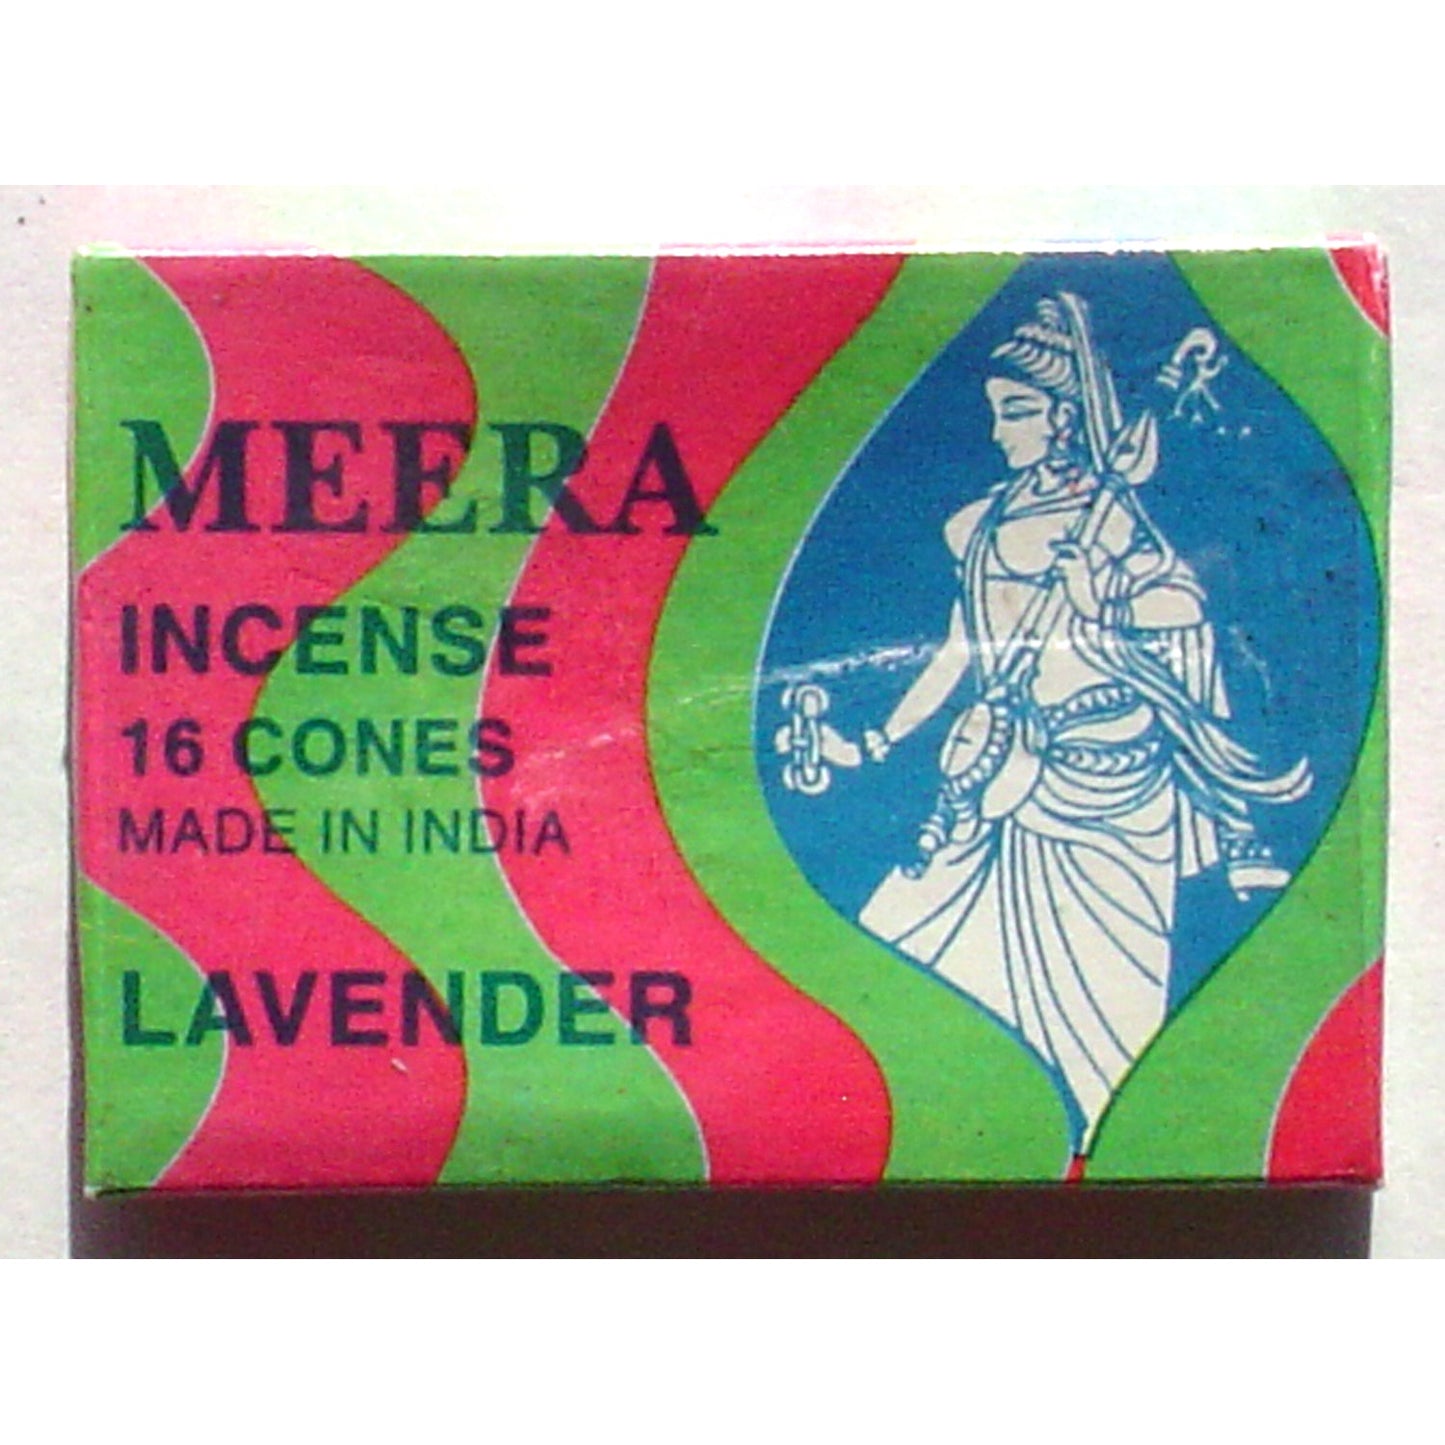 MEERA
INCENSE
16 CONES
MADE IN INDIA
LAVENDER